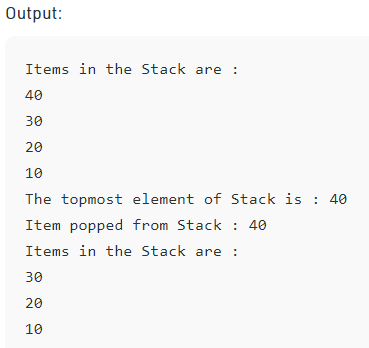 Output:
Items in the Stack are :
40
30
20
10
The topmost element of Stack is : 40
Item popped from Stack : 40
Items in the Stack are :
30
20
10